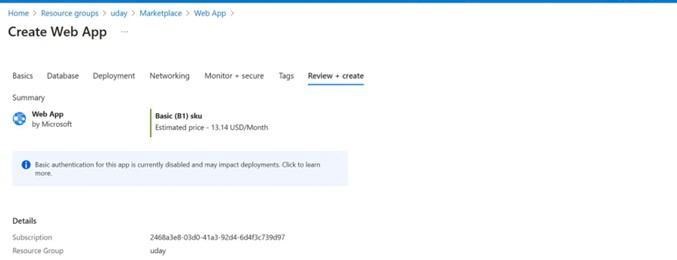 Home > Resource groups > uday > Marketplace > Web App >
Create Web App ...
Basics Database Deployment Networking Monitor + secure Tags Review + create
Summary
Web App
by Microsoft
Basic (B1) sku
Estimated price - 13.14 USD/Month
Basic authentication for this app is currently disabled and may impact deployments. Click to learn
more.
Details
Subscription 2468a3e8-03d0-41a3-92d4-6d4f3c739d97
Resource Group uday